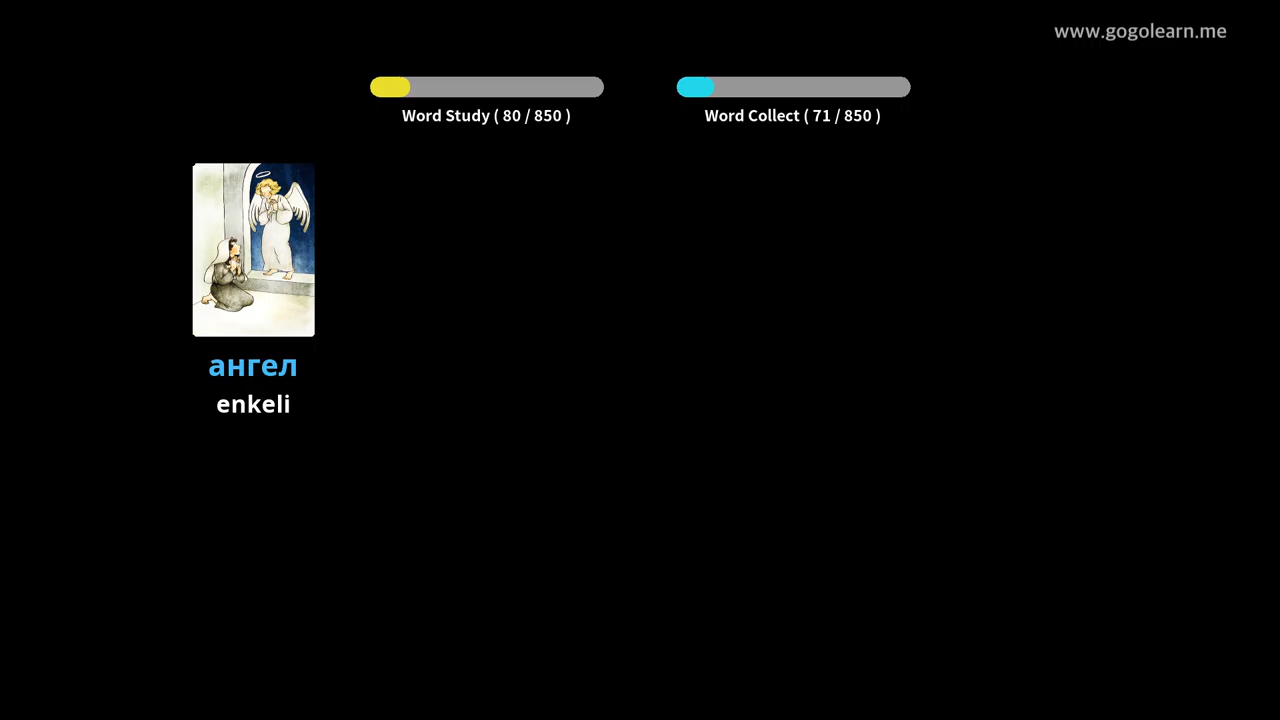 www.gogolearn.me
Word Study ( 80 / 850 )
Word Collect ( 71 / 850 )
ангел
enkeli